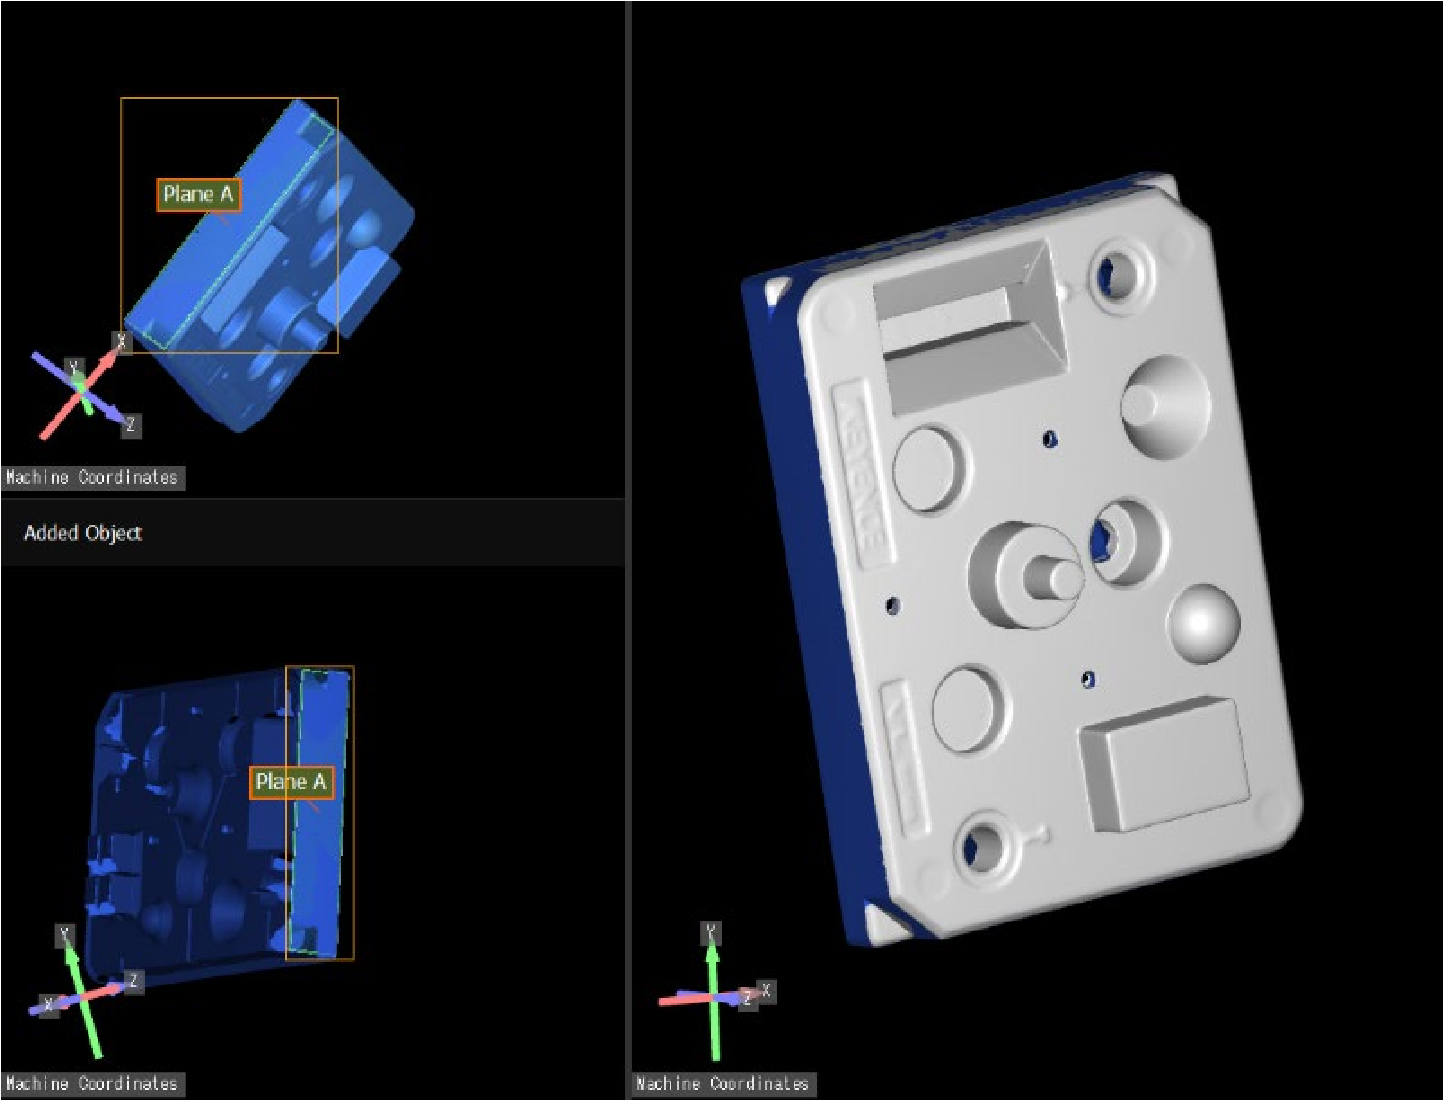 Plane A
X
Y
Z
Machine Coordinates
Added Object
Plane A
Y
Z
X
Machine Coordinates
KEYENCE
Y
X
Z
Machine Coordinates